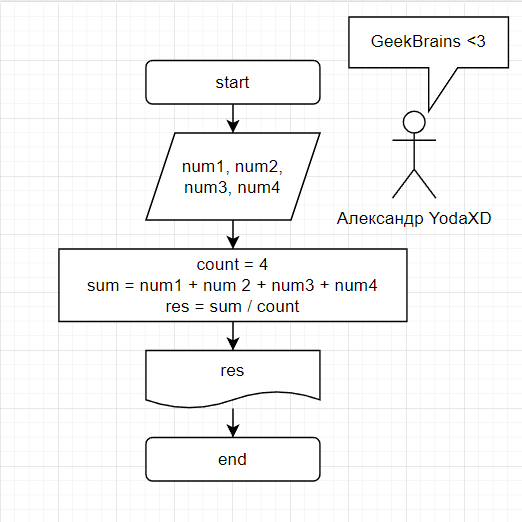 GeekBrains <3
start
num1, num2,
num3, num4
Александр YodaXD
count = 4
sum = num1 + num 2 + num3 + num4
res = sum / count
res
end